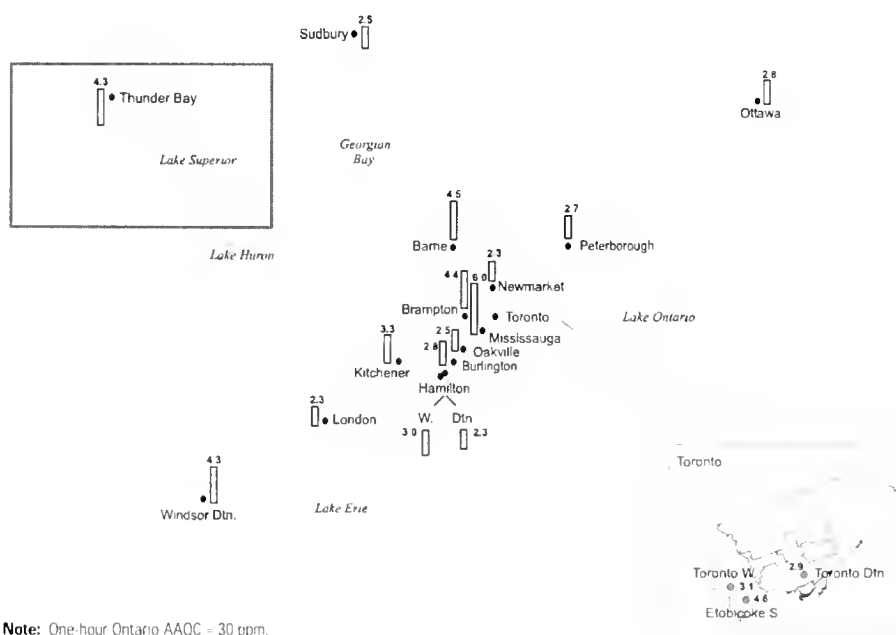 2.5
Sudbury
4.3
Thunder Bay
2.8
Ottawa
Lake Superior
Georgian
Bay
4.5
Barrie
2.7
Peterborough
Lake Huron
2.3
4.4
6.0
Newmarket
Brampton
Toronto
Lake Ontario
Mississauga
2.5
Oakville
2.8
Burlington
3.3
Kitchener
Hamilton
2.3
London
W. Dtn
3.0 2.3
4.3
Windsor Dtn.
Lake Erie
Toronto
Toronto W. 2.9 Toronto Dtn
3.1
4.6
Etobicoke S
Note: One-hour Ontario AAQC = 30 ppm.